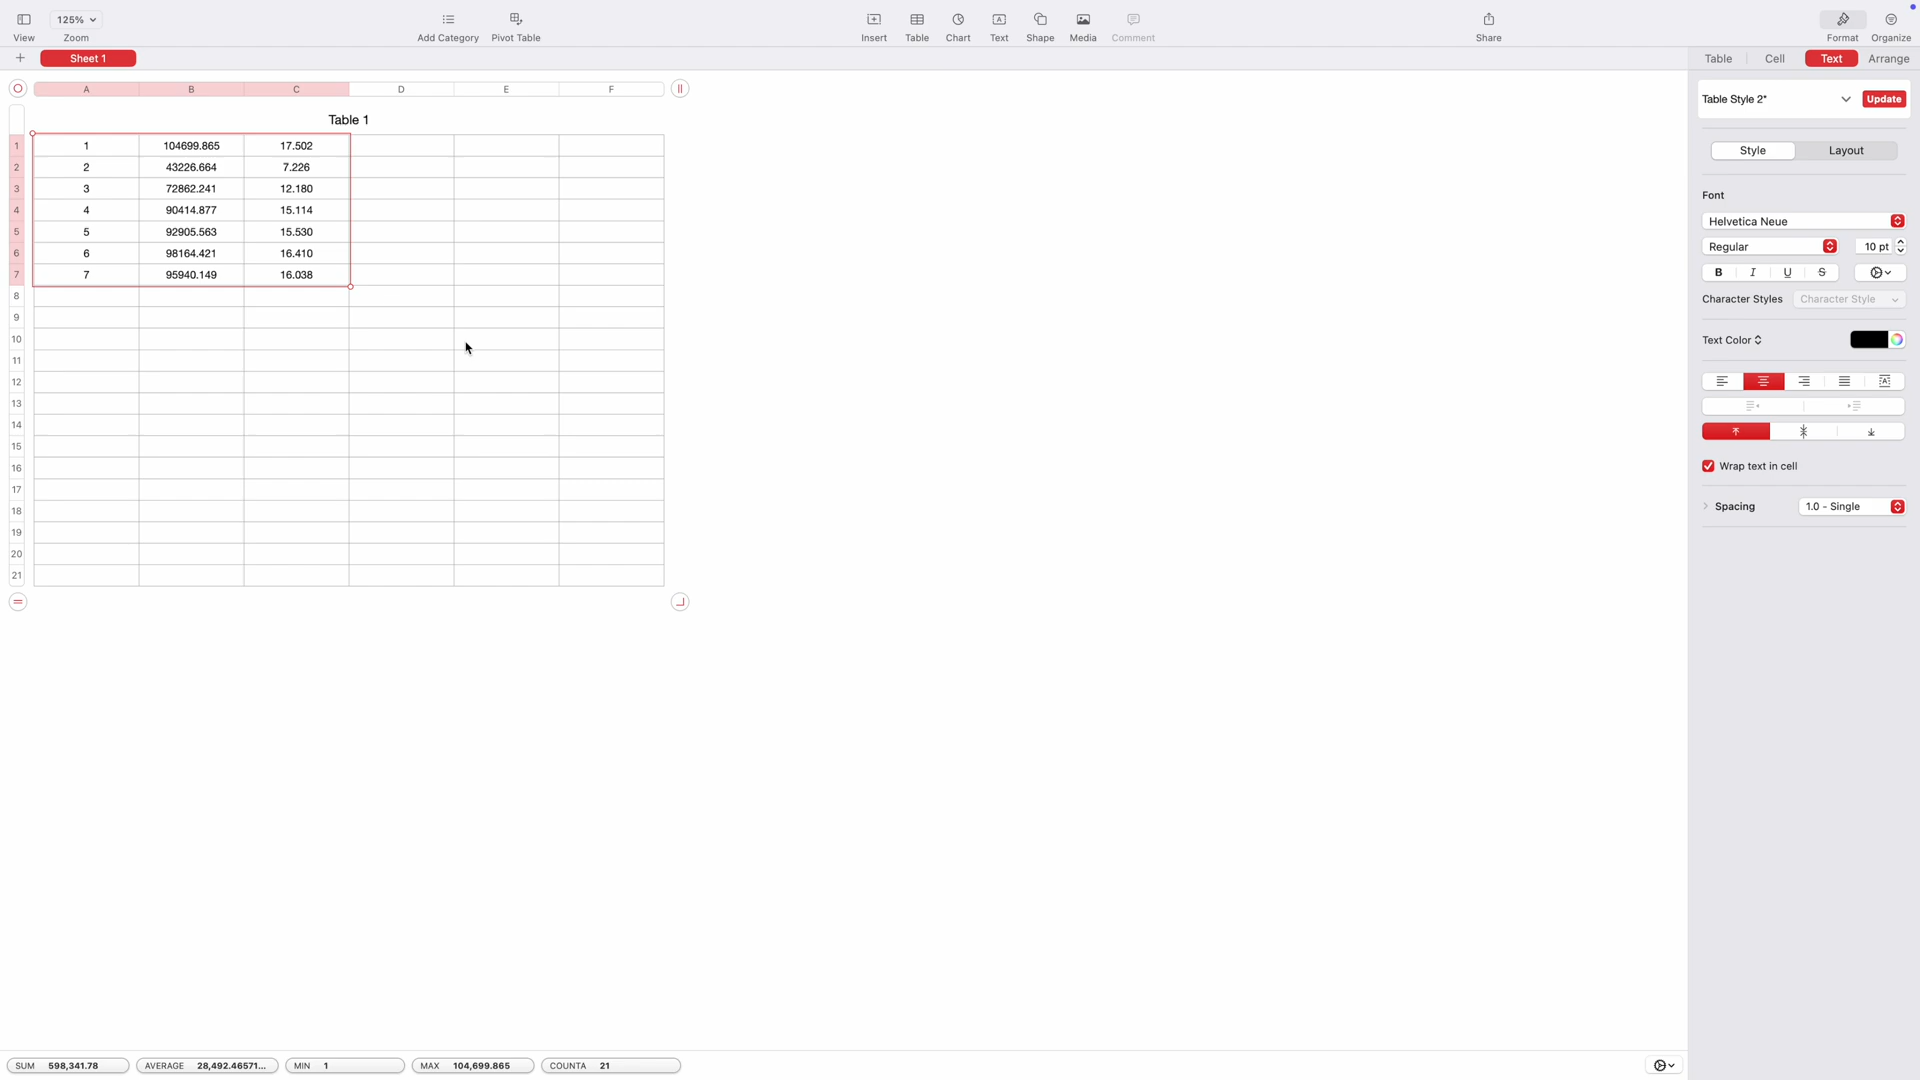 125%
View Zoom Add Category Pivot Table Insert Table Chart Text Shape Media Comment Share Format Organize
Sheet 1
Table Cell Text Arrange
A B C D E F
Table 1
1 1 104699.865 17.502
2 2 43226.664 7.226
3 3 72862.241 12.180
4 4 90414.877 15.114
5 5 92905.563 15.530
6 6 98164.421 16.410
7 7 95940.149 16.038
8
9
10
11
12
13
14
15
16
17
18
19
20
21
Table Style 2* Update
Style Layout
Font
Helvetica Neue
Regular 10 pt
B I U S
Character Styles Character Style
Text Color
Wrap text in cell
Spacing 1.0 - Single
SUM 598,341.78 AVERAGE 28,492.46571... MIN 1 MAX 104,699.865 COUNTA 21